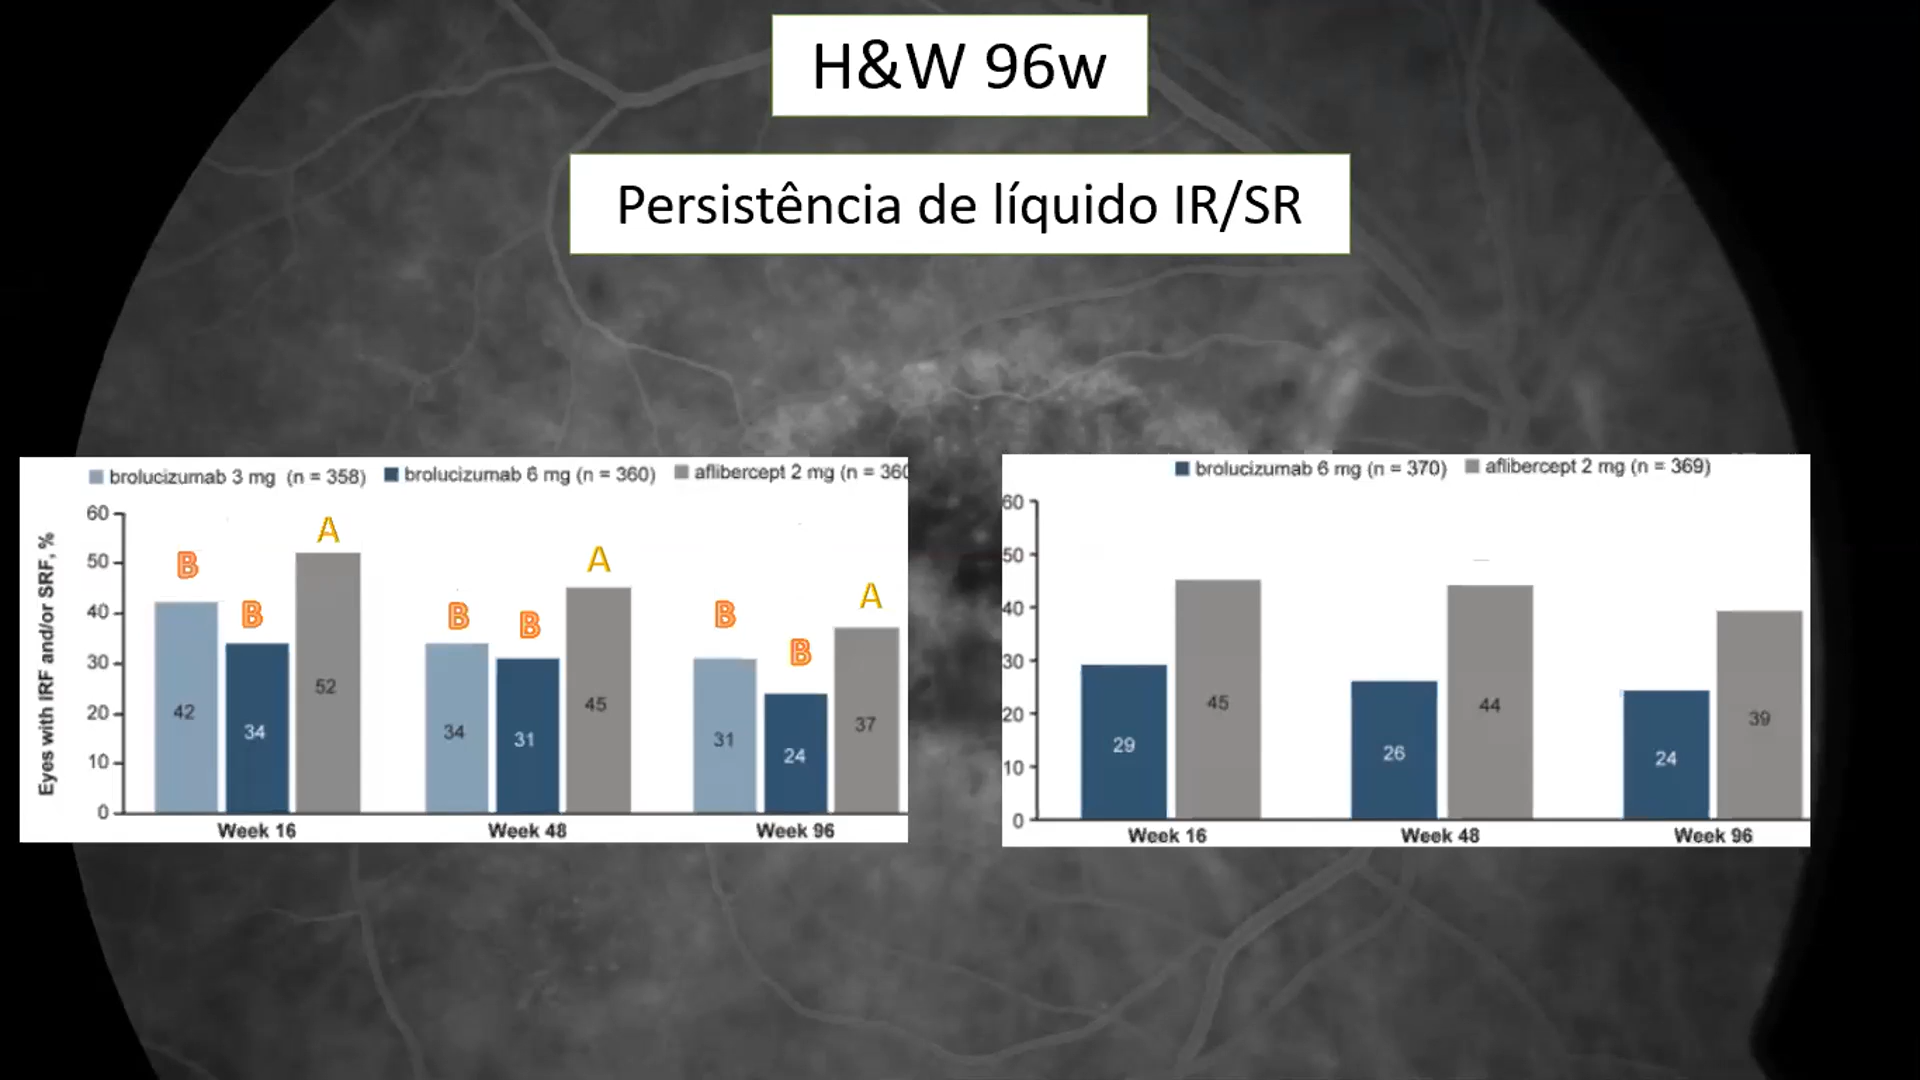 H&W 96w
Persistência de líquido IR/SR
brolucizumab 3 mg (n = 358) brolucizumab 6 mg (n = 360) aflibercept 2 mg (n = 360
Eyes with IRF and/or SRF, %
60
50
40
30
20
10
0
B
B
A
B
B
A
B
B
A
42
34
52
34
31
45
31
24
37
Week 16 Week 48 Week 96
brolucizumab 6 mg (n = 370) aflibercept 2 mg (n = 369)
60
50
40
30
20
10
0
29
45
26
44
24
39
Week 16 Week 48 Week 96